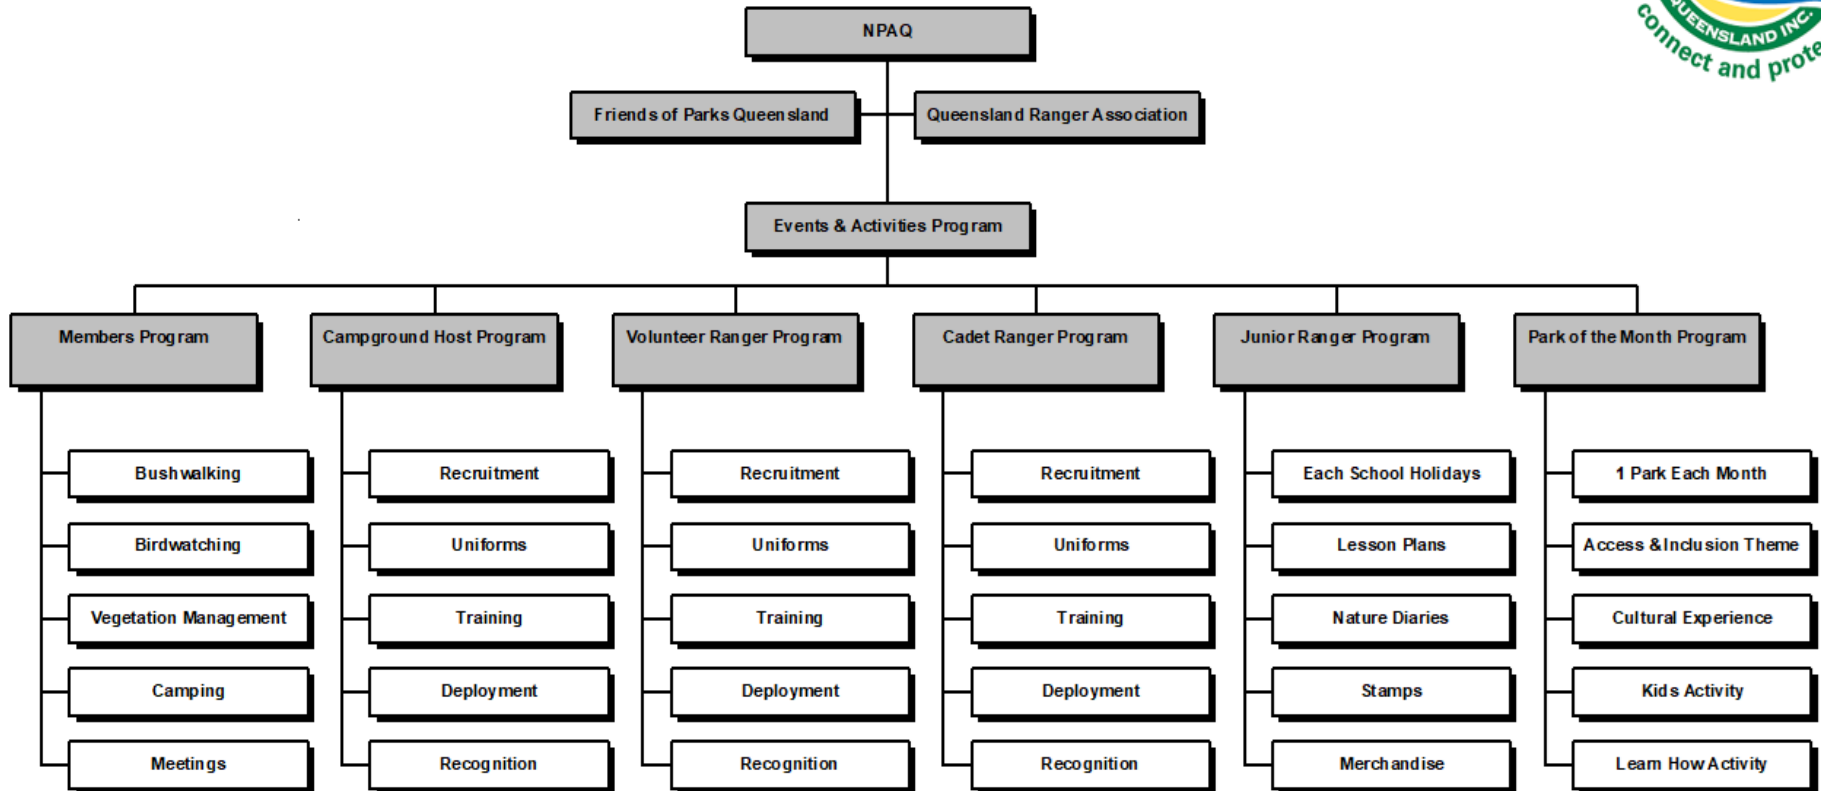 QUEENSLAND INC.
connect and prote
NPAQ
Friends of Parks Queensland
Queensland Ranger Association
Events & Activities Program
Members Program
Campground Host Program
Volunteer Ranger Program
Cadet Ranger Program
Junior Ranger Program
Park of the Month Program
Bushwalking
Recruitment
Recruitment
Recruitment
Each School Holidays
1 Park Each Month
Birdwatching
Uniforms
Uniforms
Uniforms
Lesson Plans
Access & Inclusion Theme
Vegetation Management
Training
Training
Training
Nature Diaries
Cultural Experience
Camping
Deployment
Deployment
Deployment
Stamps
Kids Activity
Meetings
Recognition
Recognition
Recognition
Merchandise
Learn How Activity